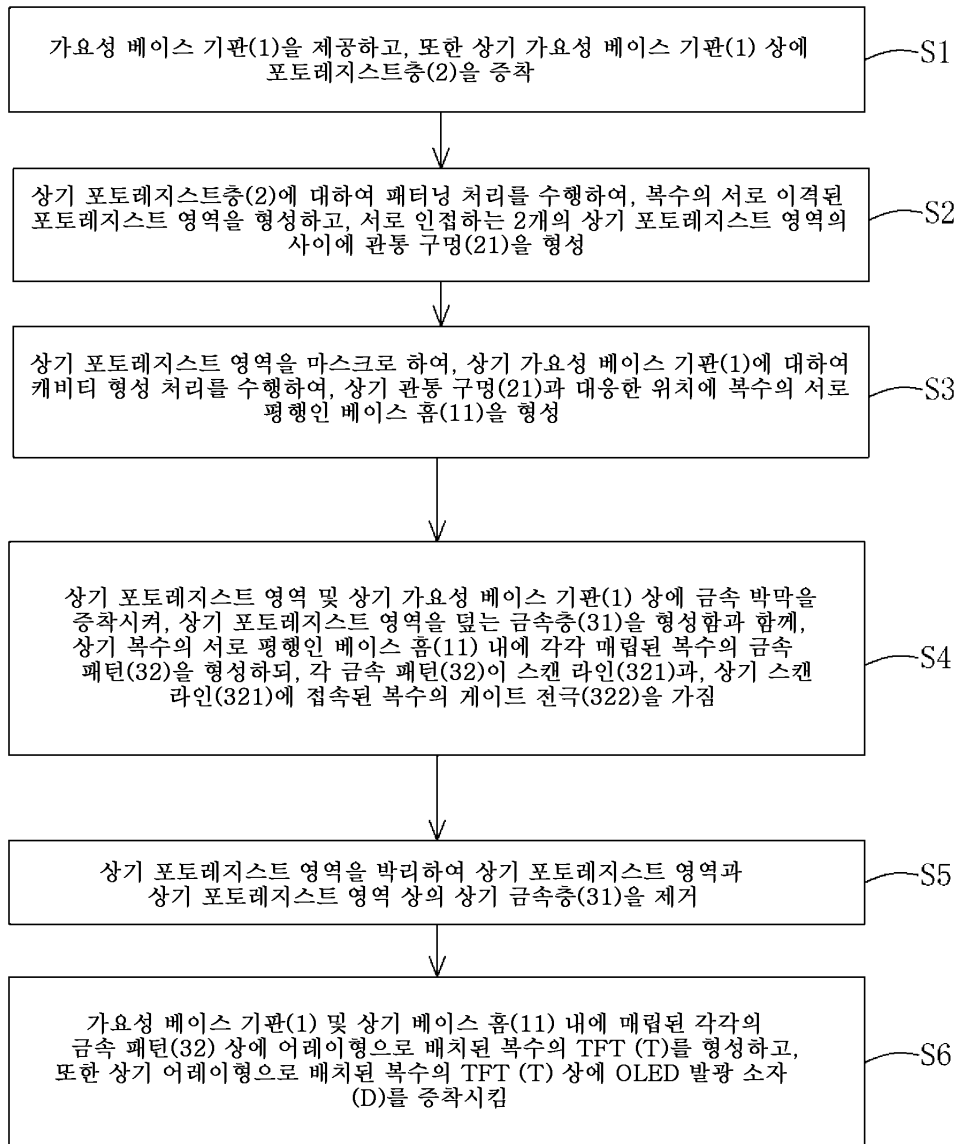 가요성 베이스 기판(1)을 제공하고, 또한 상기 가요성 베이스 기판(1) 상에
포토레지스트층(2)을 증착
S1
상기 포토레지스트층(2)에 대하여 패터닝 처리를 수행하여, 복수의 서로 이격된
포토레지스트 영역을 형성하고, 서로 인접하는 2개의 상기 포토레지스트 영역의
사이에 관통 구멍(21)을 형성
S2
상기 포토레지스트 영역을 마스크로 하여, 상기 가요성 베이스 기판(1)에 대하여
캐비티 형성 처리를 수행하여, 상기 관통 구멍(21)과 대응한 위치에 복수의 서로
평행인 베이스 홈(11)을 형성
S3
상기 포토레지스트 영역 및 상기 가요성 베이스 기판(1) 상에 금속 박막을
증착시켜, 상기 포토레지스트 영역을 덮는 금속층(31)을 형성함과 함께,
상기 복수의 서로 평행인 베이스 홈(11) 내에 각각 매립된 복수의 금속
패턴(32)을 형성하되, 각 금속 패턴(32)이 스캔 라인(321)과, 상기 스캔
라인(321)에 접속된 복수의 게이트 전극(322)을 가짐
S4
상기 포토레지스트 영역을 박리하여 상기 포토레지스트 영역과
상기 포토레지스트 영역 상의 상기 금속층(31)을 제거
S5
가요성 베이스 기판(1) 및 상기 베이스 홈(11) 내에 매립된 각각의
금속 패턴(32) 상에 어레이형으로 배치된 복수의 TFT (T)를 형성하고,
또한 상기 어레이형으로 배치된 복수의 TFT (T) 상에 OLED 발광 소자
(D)를 증착시킴
S6